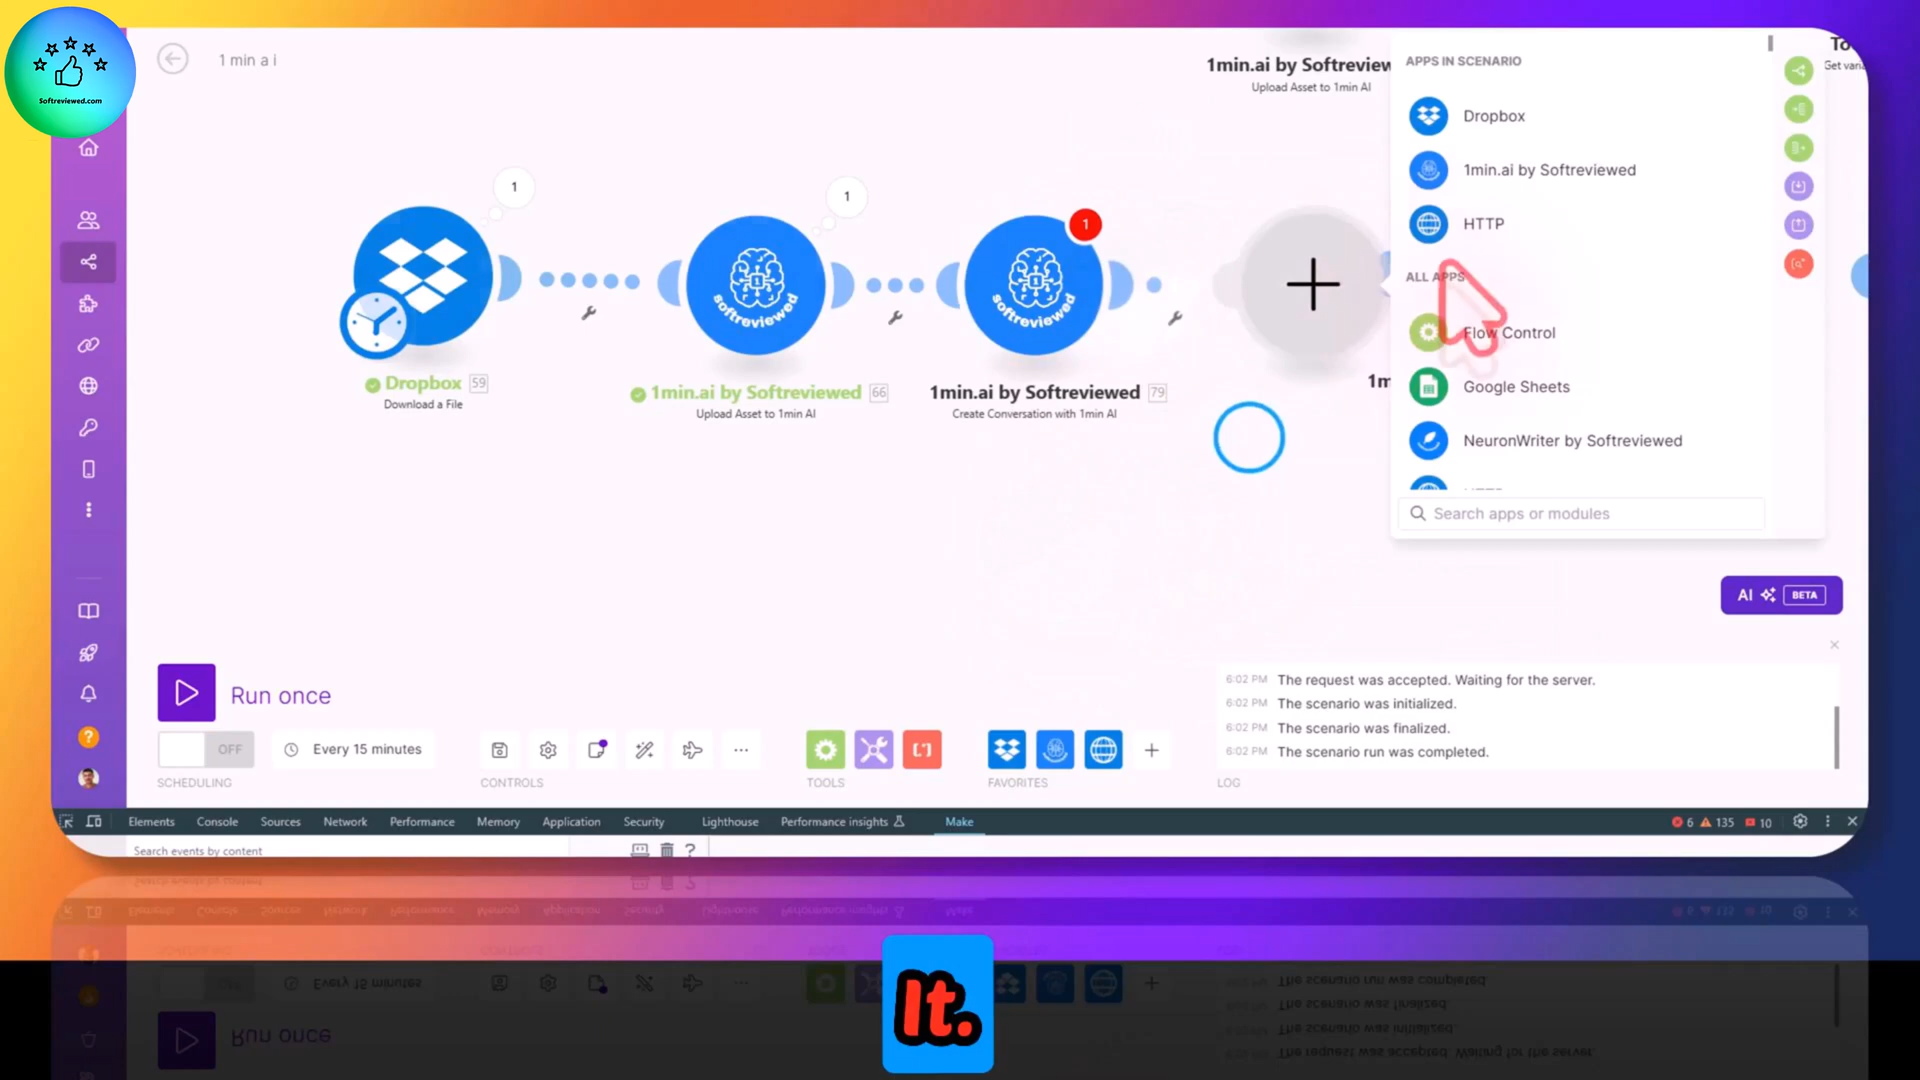 Softreviewed.com
1 min a i
1min.ai by Softreview
Upload Asset to 1min AI
APPS IN SCENARIO
Dropbox
1min.ai by Softreviewed
HTTP
ALL APPS
Flow Control
Google Sheets
NeuronWriter by Softreviewed
Search apps or modules
To
Get vari
1
1
1
softreviewed
softreviewed
Dropbox 59
Download a File
1min.ai by Softreviewed 66
Upload Asset to 1min AI
1min.ai by Softreviewed 79
Create Conversation with 1min AI
1m
AI BETA
Run once
OFF
Every 15 minutes
SCHEDULING
CONTROLS
TOOLS
FAVORITES
6:02 PM The request was accepted. Waiting for the server.
6:02 PM The scenario was initialized.
6:02 PM The scenario was finalized.
6:02 PM The scenario run was completed.
LOG
Elements Console Sources Network Performance Memory Application Security Lighthouse Performance insights Make
6 135 10
Search events by content
It.